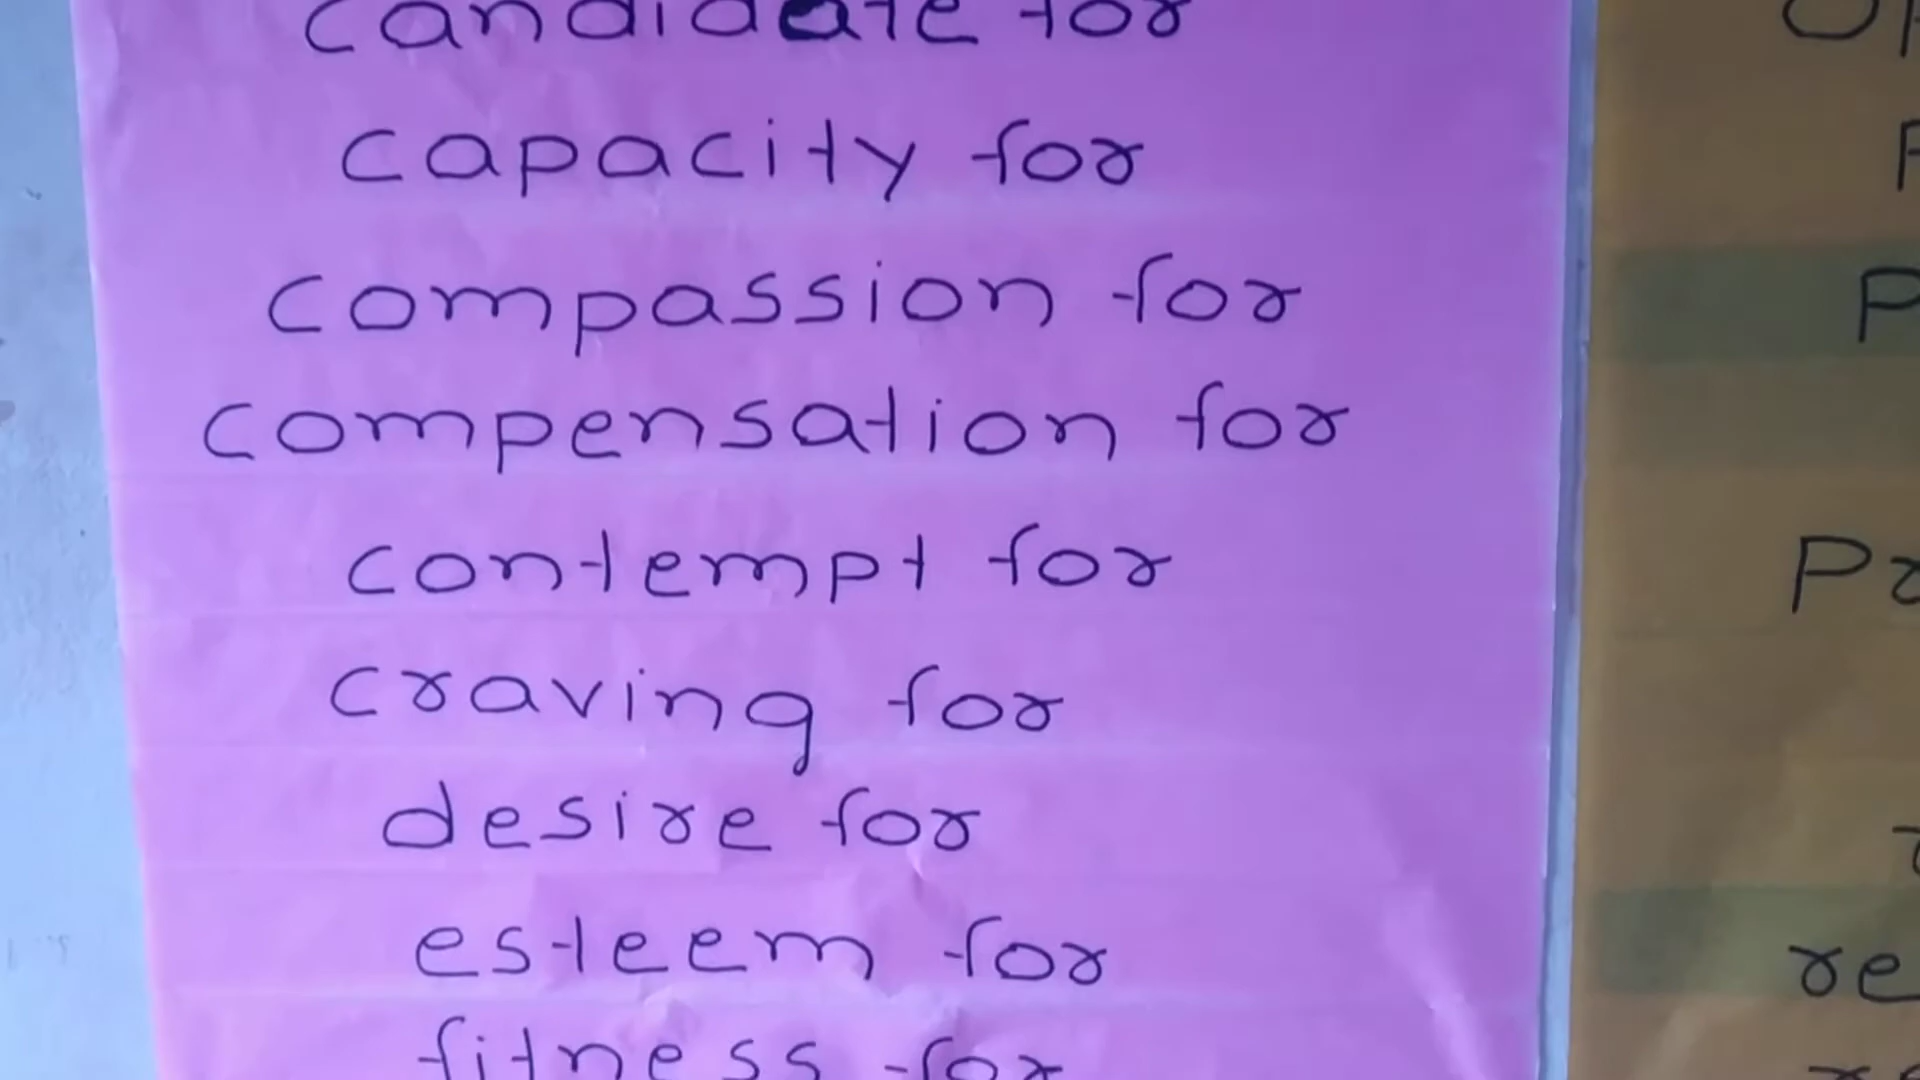 candidate for
capacity for
compassion for
compensation for
contempt for
craving for
desire for
esteem for
fitness for